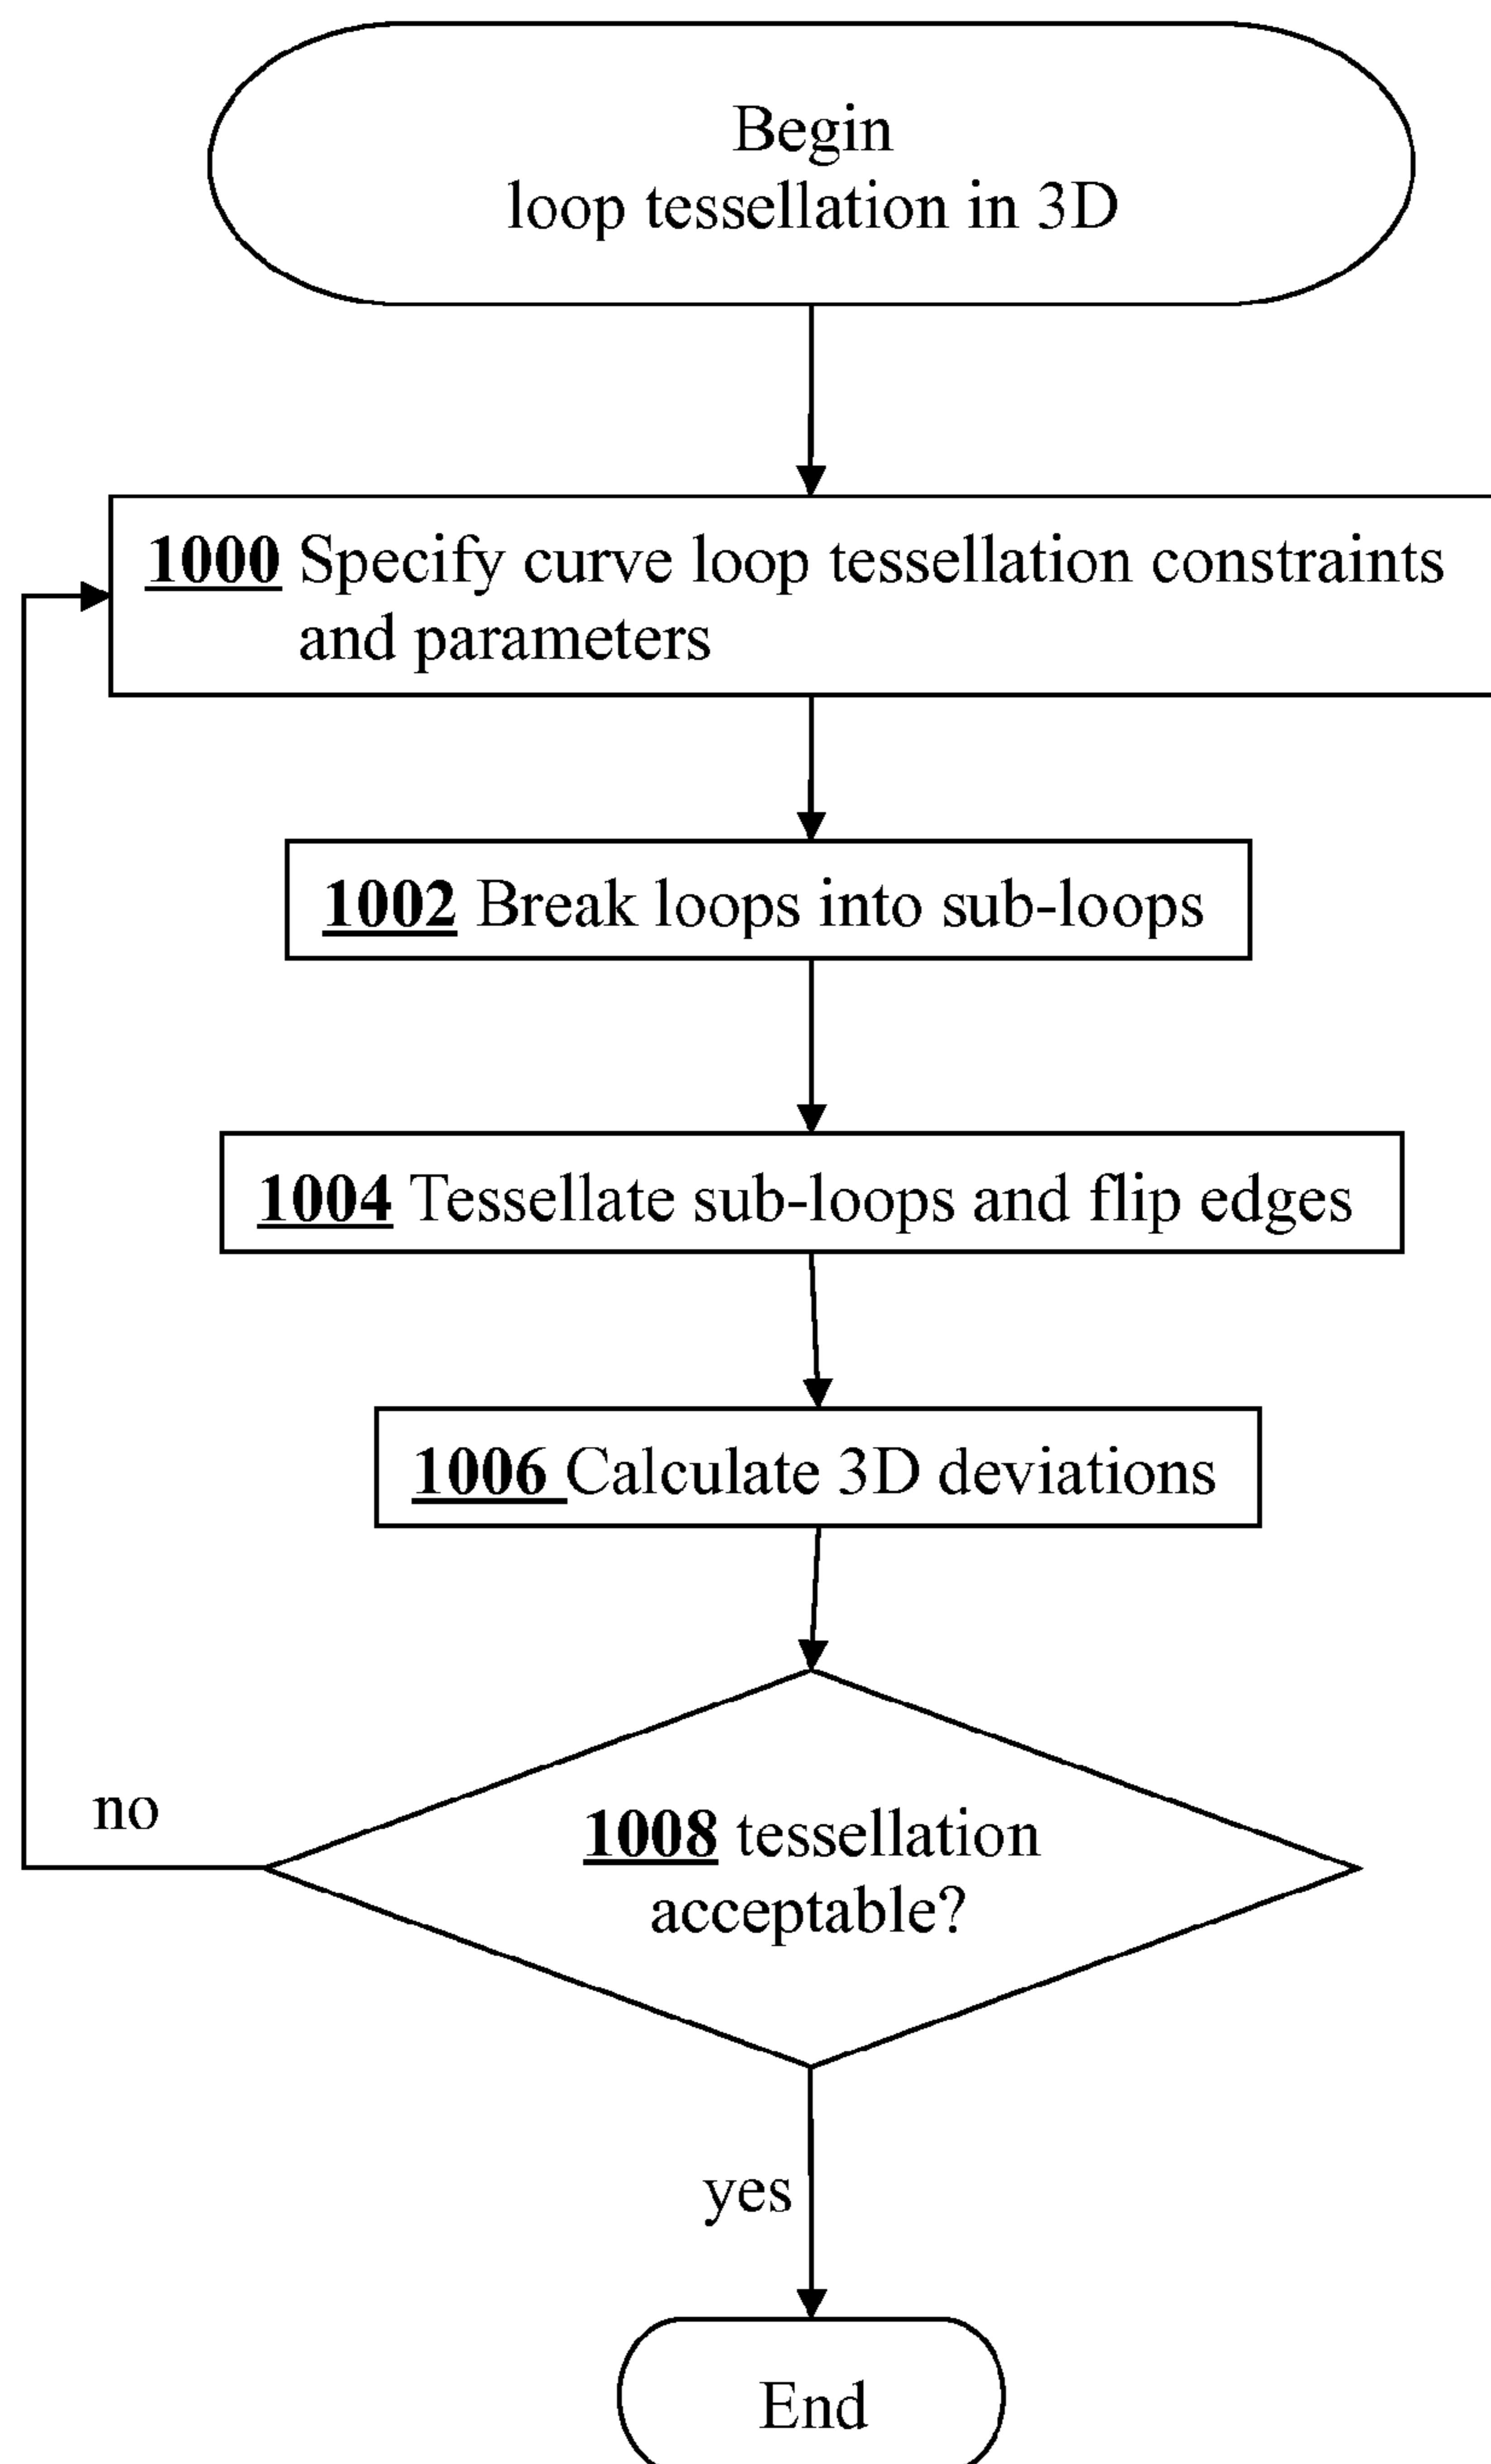 Begin
loop tessellation in 3D
1000 Specify curve loop tessellation constraints
and parameters
1002 Break loops into sub-loops
1004 Tessellate sub-loops and flip edges
1006 Calculate 3D deviations
no
1008 tessellation
acceptable?
yes
End